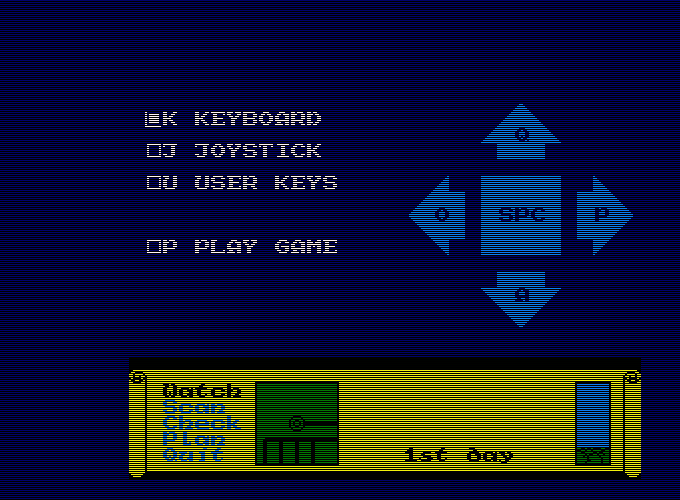 K KEYBOARD
J JOYSTICK
U USER KEYS
P PLAY GAME
Q
O SPC P
A
Watch
Scan
Check
Plan
Quit
1st day